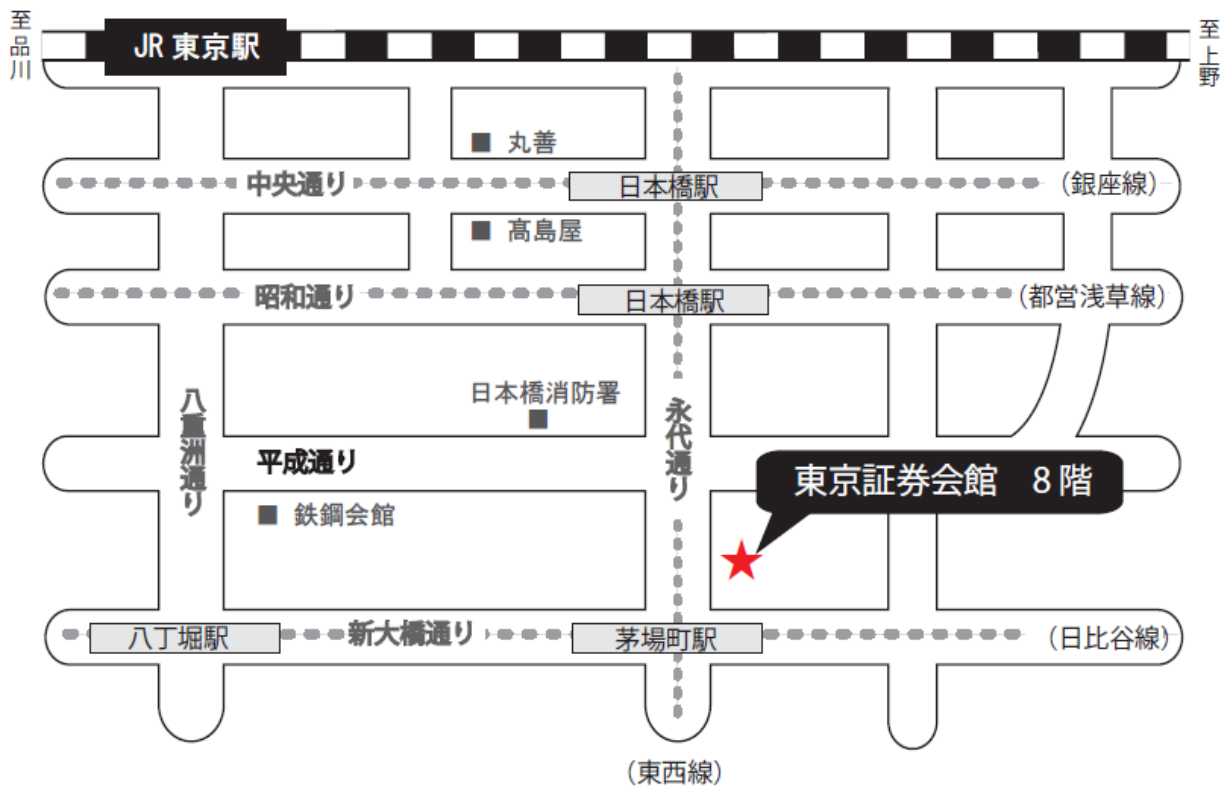 至品川
JR 東京駅
至上野
■ 丸善
中央通り
日本橋駅
（銀座線）
■ 髙島屋
昭和通り
日本橋駅
（都営浅草線）
日本橋消防署
■
八重洲通り
永代通り
平成通り
東京証券会館　8 階
■ 鉄鋼会館
★
八丁堀駅
新大橋通り
茅場町駅
（日比谷線）
（東西線）